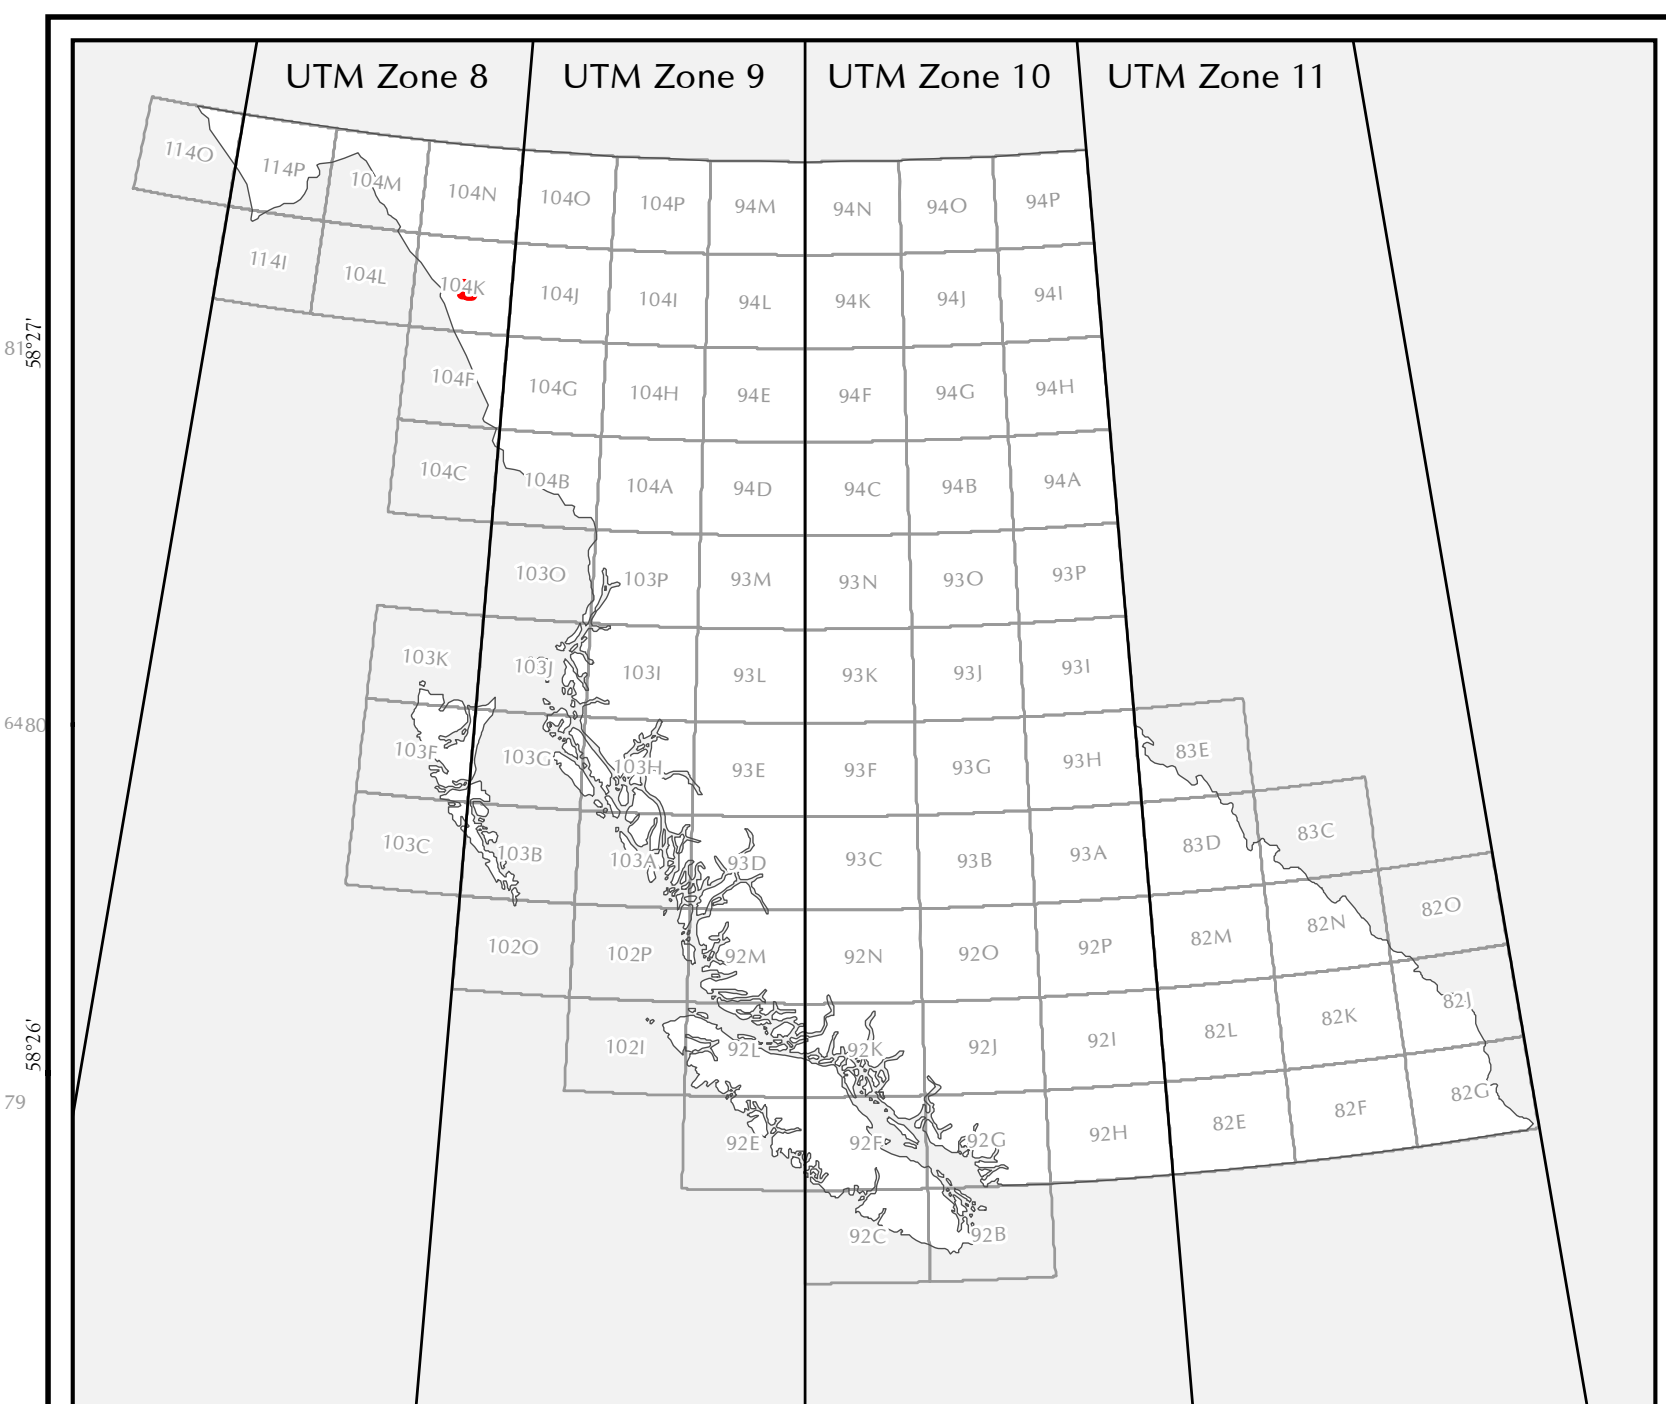 UTM Zone 8 UTM Zone 9 UTM Zone 10 UTM Zone 11
114O 114P 104M 104N 104O 104P 94M 94N 94O 94P
114I 104L 104K 104J 104I 94L 94K 94J 94I
81
58°27'
104F 104G 104H 94E 94F 94G 94H
104C 104B 104A 94D 94C 94B 94A
103O 103P 93M 93N 93O 93P
103K 103J 103I 93L 93K 93J 93I
6480
103F 103G 103H 93E 93F 93G 93H 83E
103C 103B 103A 93D 93C 93B 93A 83D 83C
102O 102P 92M 92N 92O 92P 82M 82N 82O
58°26'
102I 92L 92K 92J 92I 82L 82K 82J
79
92E 92F 92G 92H 82E 82F 82G
92C 92B